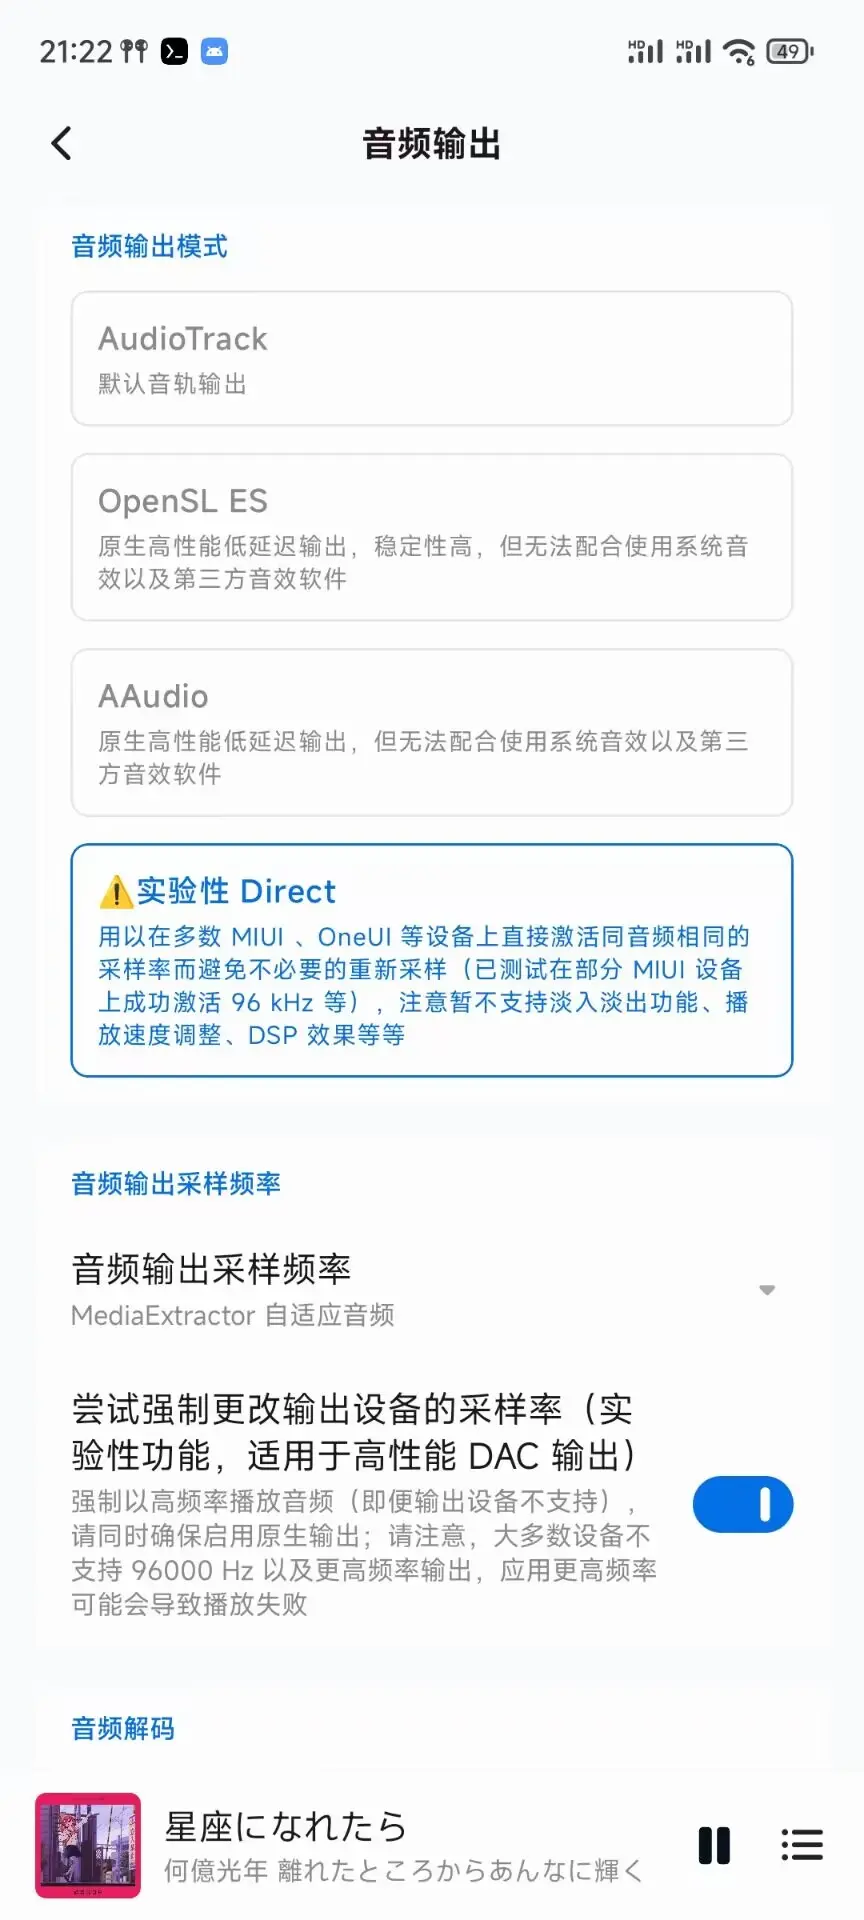 21:22
HD
HD
6
49
音频输出
音频输出模式
AudioTrack
默认音轨输出
OpenSL ES
原生高性能低延迟输出，稳定性高，但无法配合使用系统音
效以及第三方音效软件
AAudio
原生高性能低延迟输出，但无法配合使用系统音效以及第三
方音效软件
⚠️实验性 Direct
用以在多数 MIUI 、OneUI 等设备上直接激活同音频相同的
采样率而避免不必要的重新采样（已测试在部分 MIUI 设备
上成功激活 96 kHz 等），注意暂不支持淡入淡出功能、播
放速度调整、DSP 效果等等
音频输出采样频率
音频输出采样频率
MediaExtractor 自适应音频
尝试强制更改输出设备的采样率（实
验性功能，适用于高性能 DAC 输出）
强制以高频率播放音频（即便输出设备不支持），
请同时确保启用原生输出；请注意，大多数设备不
支持 96000 Hz 以及更高频率输出，应用更高频率
可能会导致播放失败
音频解码
星座になれたら
何億光年 離れたところからあんなに輝く